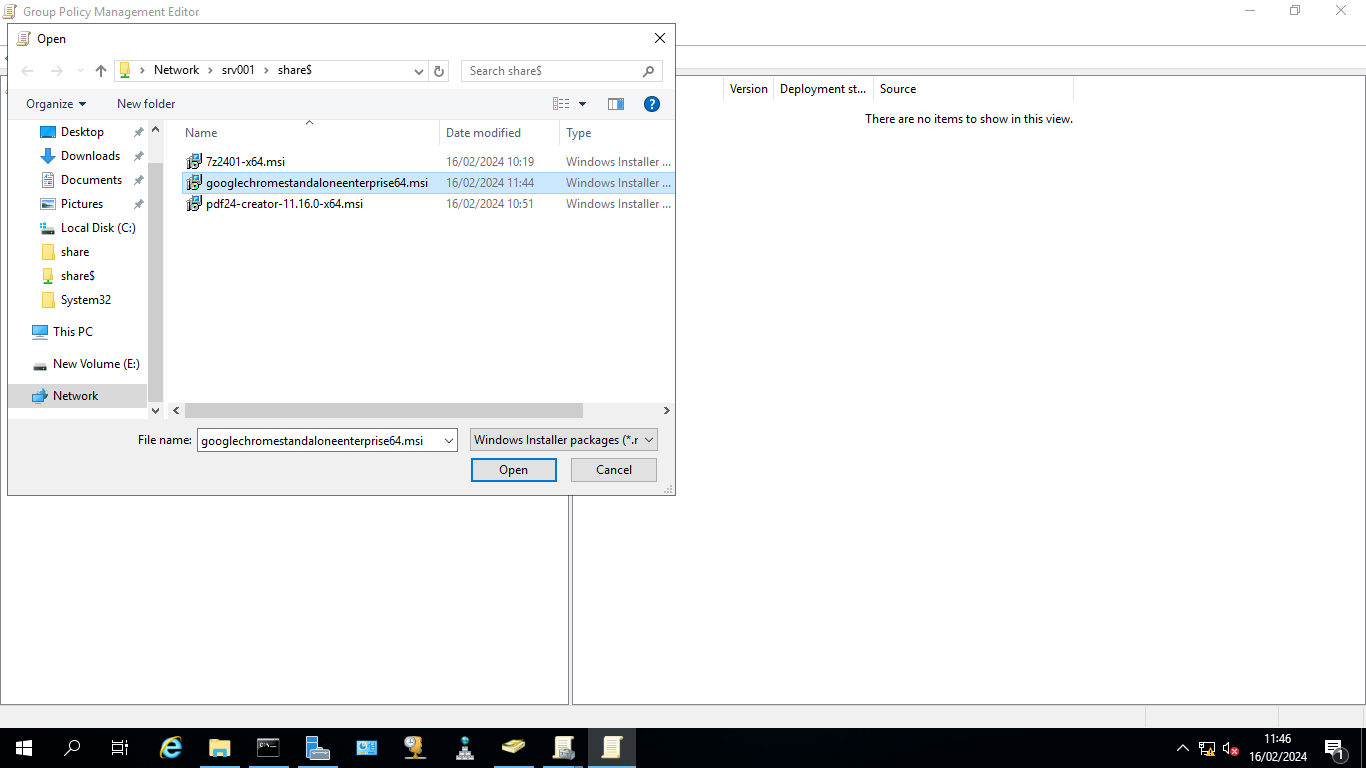 Group Policy Management Editor
Open
Network srv001 share$
Search share$
Organize New folder
Version Deployment st... Source
There are no items to show in this view.
Desktop
Downloads
Documents
Pictures
Local Disk (C:)
share
share$
System32
This PC
New Volume (E:)
Network
Name Date modified Type
7z2401-x64.msi 16/02/2024 10:19 Windows Installer ...
googlechromestandaloneenterprise64.msi 16/02/2024 11:44 Windows Installer ...
pdf24-creator-11.16.0-x64.msi 16/02/2024 10:51 Windows Installer ...
File name: googlechromestandaloneenterprise64.msi Windows Installer packages (*.r
Open Cancel
11:46
16/02/2024
1